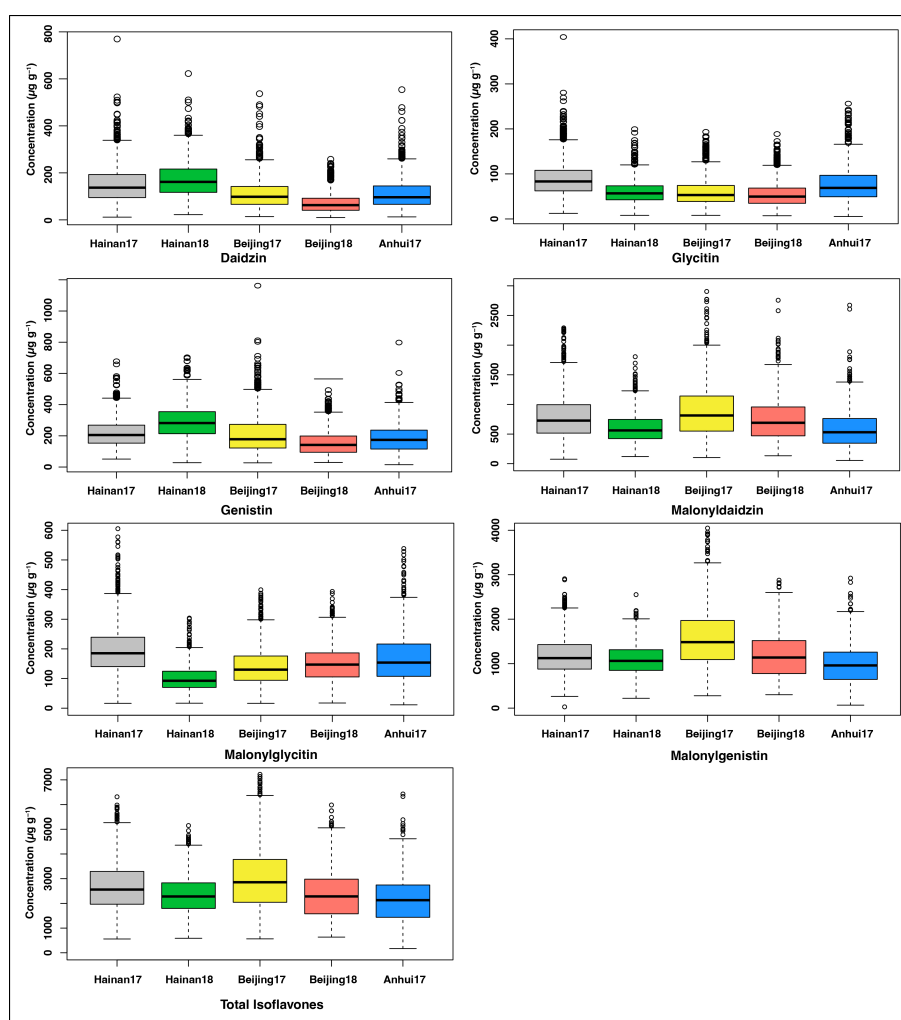 Concentration (µg g⁻¹)
800
600
400
200
0
Hainan17 Hainan18 Beijing17 Beijing18 Anhui17
Daidzin
Concentration (µg g⁻¹)
400
300
200
100
0
Hainan17 Hainan18 Beijing17 Beijing18 Anhui17
Glycitin
Concentration (µg g⁻¹)
1000
800
600
400
200
0
Hainan17 Hainan18 Beijing17 Beijing18 Anhui17
Genistin
Concentration (µg g⁻¹)
2500
1500
500
0
Hainan17 Hainan18 Beijing17 Beijing18 Anhui17
Malonyldaidzin
Concentration (µg g⁻¹)
600
500
400
300
200
100
0
Hainan17 Hainan18 Beijing17 Beijing18 Anhui17
Malonylglycitin
Concentration (µg g⁻¹)
4000
3000
2000
1000
0
Hainan17 Hainan18 Beijing17 Beijing18 Anhui17
Malonylgenistin
Concentration (µg g⁻¹)
7000
5000
3000
1000
0
Hainan17 Hainan18 Beijing17 Beijing18 Anhui17
Total Isoflavones